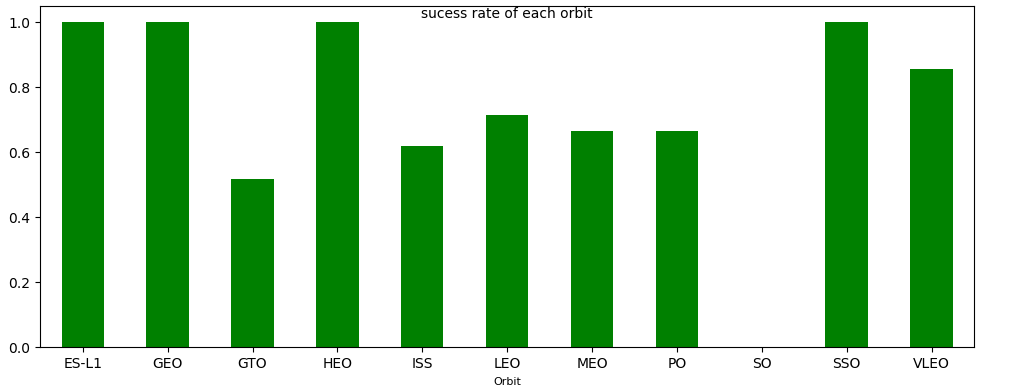 sucess rate of each orbit
1.0
0.8
0.6
0.4
0.2
0.0
ES-L1 GEO GTO HEO ISS LEO MEO PO SO SSO VLEO
Orbit